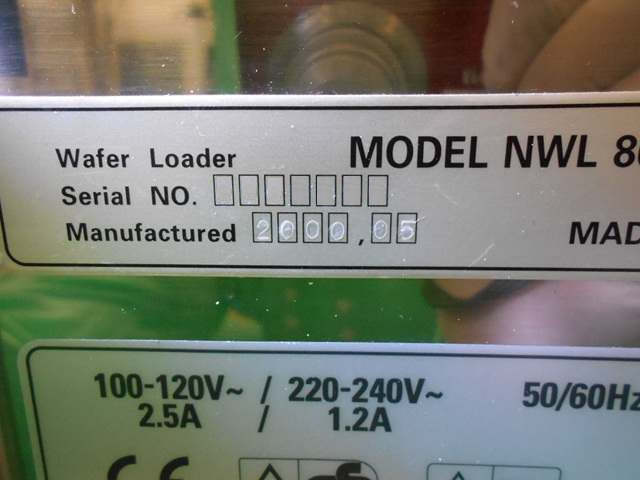 Wafer Loader MODEL NWL 8
Serial NO.
Manufactured 2000,05 MAD
100-120V~ / 220-240V~ 50/60Hz
2.5A / 1.2A
CE